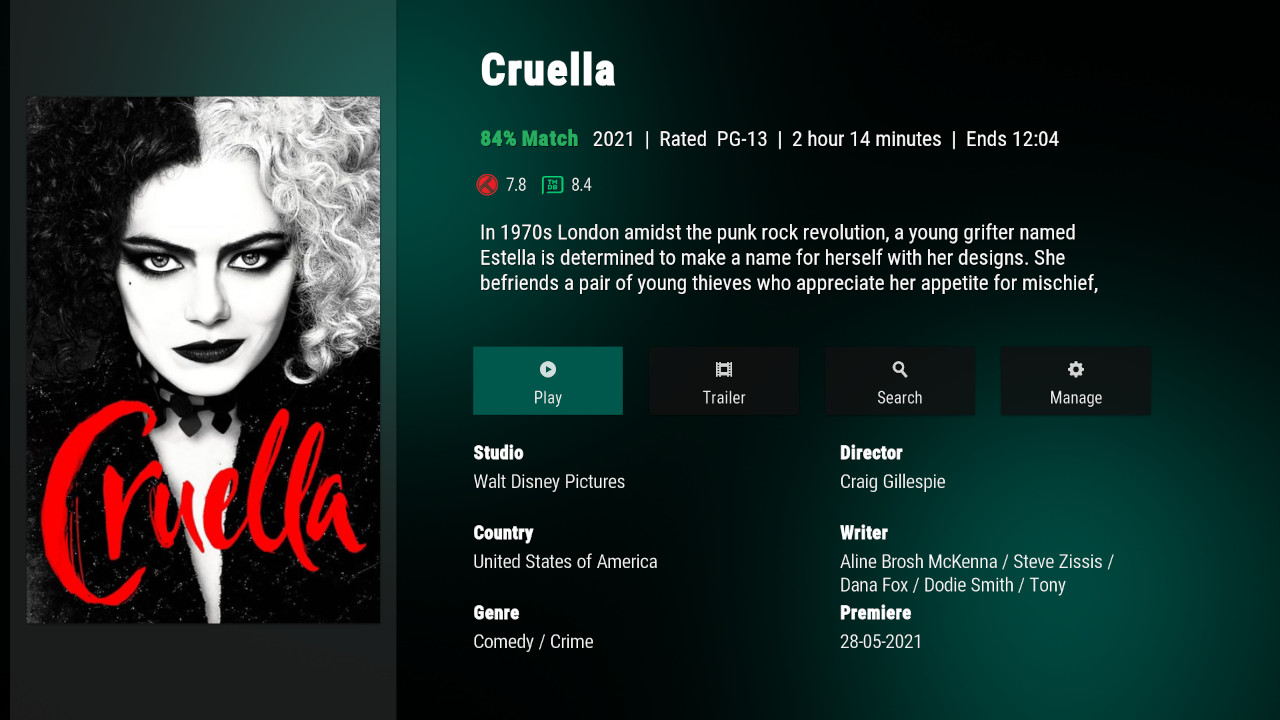 Cruella
Cruella
84% Match 2021 | Rated PG-13 | 2 hour 14 minutes | Ends 12:04
7.8 TMDB 8.4
In 1970s London amidst the punk rock revolution, a young grifter named
Estella is determined to make a name for herself with her designs. She
befriends a pair of young thieves who appreciate her appetite for mischief,
Play
Trailer
Search
Manage
Studio
Walt Disney Pictures
Director
Craig Gillespie
Country
United States of America
Writer
Aline Brosh McKenna / Steve Zissis /
Dana Fox / Dodie Smith / Tony
Genre
Comedy / Crime
Premiere
28-05-2021